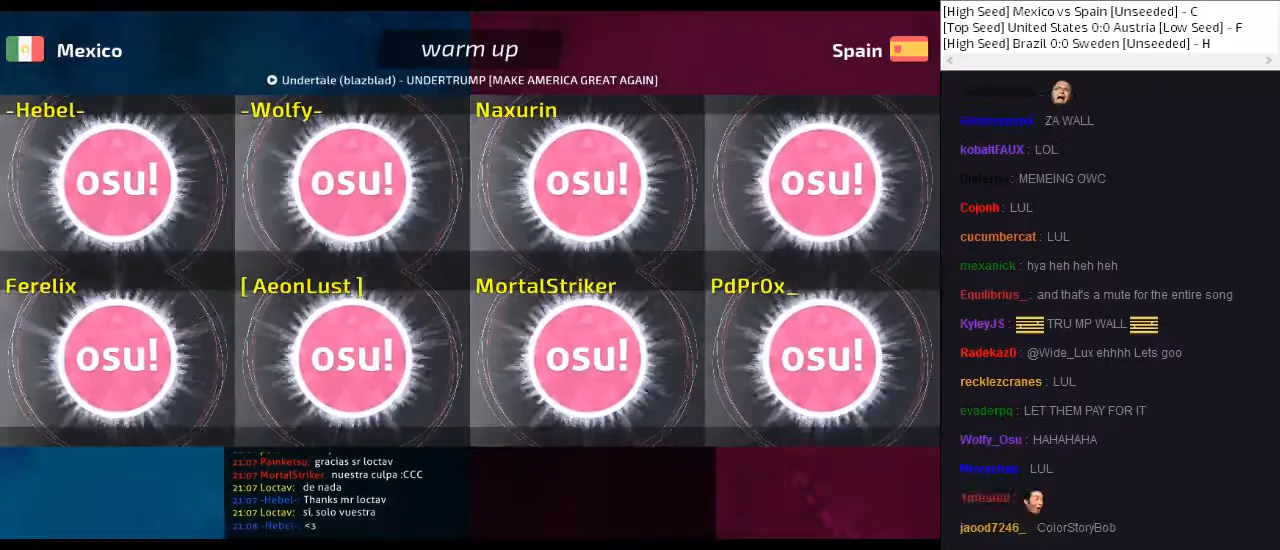 Mexico
warm up
Spain
Undertale (blazblad) - UNDERTRUMP [MAKE AMERICA GREAT AGAIN]
-Hebel-
-Wolfy-
Naxurin
osu!
osu!
osu!
osu!
Ferelix
[ AeonLust ]
MortalStriker
PdPr0x_
osu!
osu!
osu!
osu!
21:07 Painketsu: gracias sr loctav
21:07 MortalStriker: nuestra culpa :CCC
21:07 Loctav: de nada
21:07 -Hebel-: Thanks mr loctav
21:07 Loctav: sí, solo vuestra
21:08 -Hebel-: <3
[High Seed] Mexico vs Spain [Unseeded] - C
[Top Seed] United States 0:0 Austria [Low Seed] - F
[High Seed] Brazil 0:0 Sweden [Unseeded] - H
ZA WALL
kobaltFAUX : LOL
: MEMEING OWC
Cojonh : LUL
cucumbercat : LUL
mexanick : hya heh heh heh
Equilibrius_ : and that's a mute for the entire song
KyleyJS : TRU MP WALL
Radekaz0 : @Wide_Lux ehhhh Lets goo
recklezcranes : LUL
evaderpq : LET THEM PAY FOR IT
Wolfy_Osu : HAHAHAHA
LUL
jaood7246_ ColorStoryBob